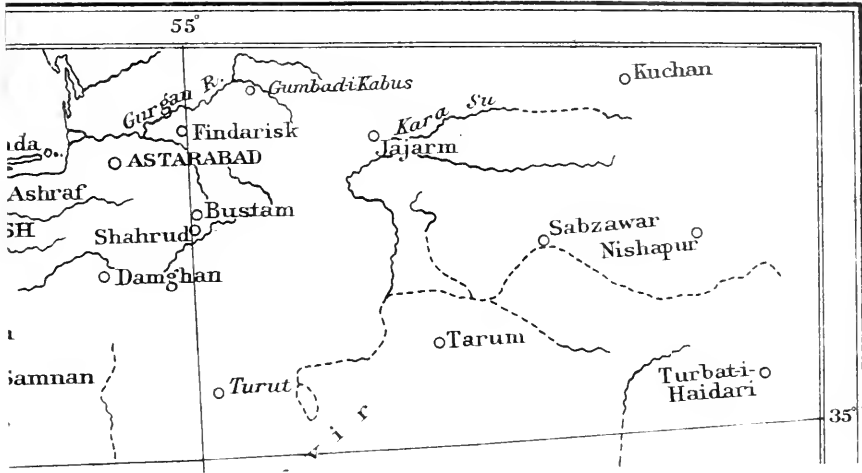 55°
Kuchan
Gumbad-i-Kabus
Gurgan R.
Kara Su
Findarisk
Jajarm
ASTARABAD
Ashraf
Bustam
Shahrud
Sabzawar
Nishapur
Damghan
Tarum
Samnan
Turut
Turbat-i-
Haidari
35°